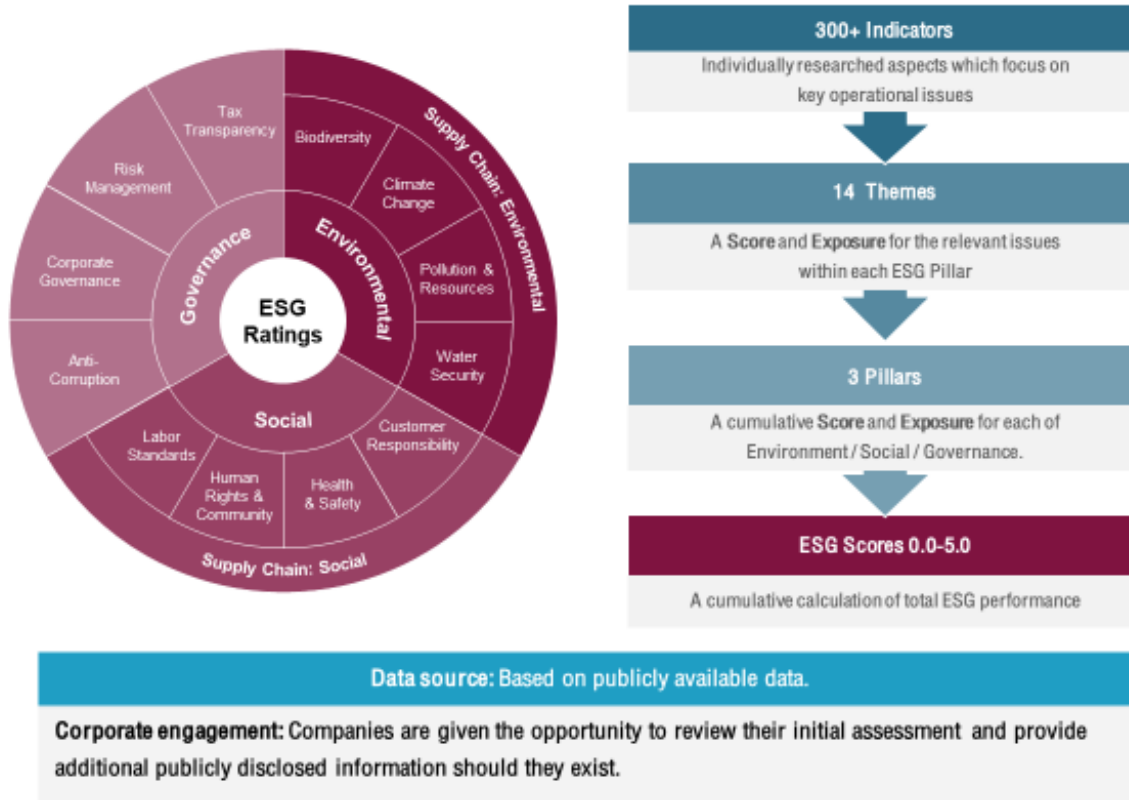 Tax
Transparency
Risk
Management
Corporate
Governance
Anti-
Corruption
Governance
ESG
Ratings
Environmental
Biodiversity
Climate
Change
Pollution &
Resources
Water
Security
Supply Chain: Environmental
Social
Labor
Standards
Human
Rights &
Community
Health
& Safety
Customer
Responsibility
Supply Chain: Social
300+ Indicators
Individually researched aspects which focus on
key operational issues
14 Themes
A Score and Exposure for the relevant issues
within each ESG Pillar
3 Pillars
A cumulative Score and Exposure for each of
Environment / Social / Governance.
ESG Scores 0.0-5.0
A cumulative calculation of total ESG performance
Data source: Based on publicly available data.
Corporate engagement: Companies are given the opportunity to review their initial assessment and provide
additional publicly disclosed information should they exist.